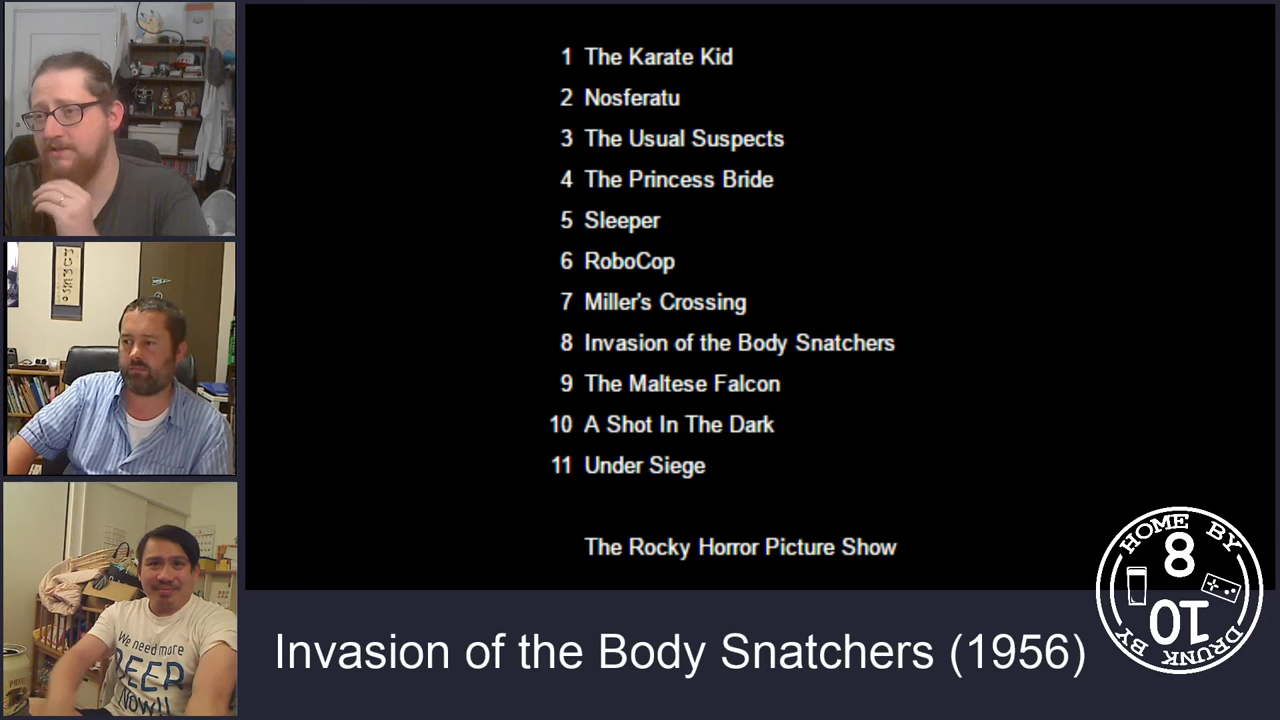 1 The Karate Kid
2 Nosferatu
3 The Usual Suspects
4 The Princess Bride
5 Sleeper
6 RoboCop
7 Miller's Crossing
8 Invasion of the Body Snatchers
9 The Maltese Falcon
10 A Shot In The Dark
11 Under Siege
The Rocky Horror Picture Show
Invasion of the Body Snatchers (1956)
HOME BY
8
10
DRUNK BY
We need more
BEER
NOW!!